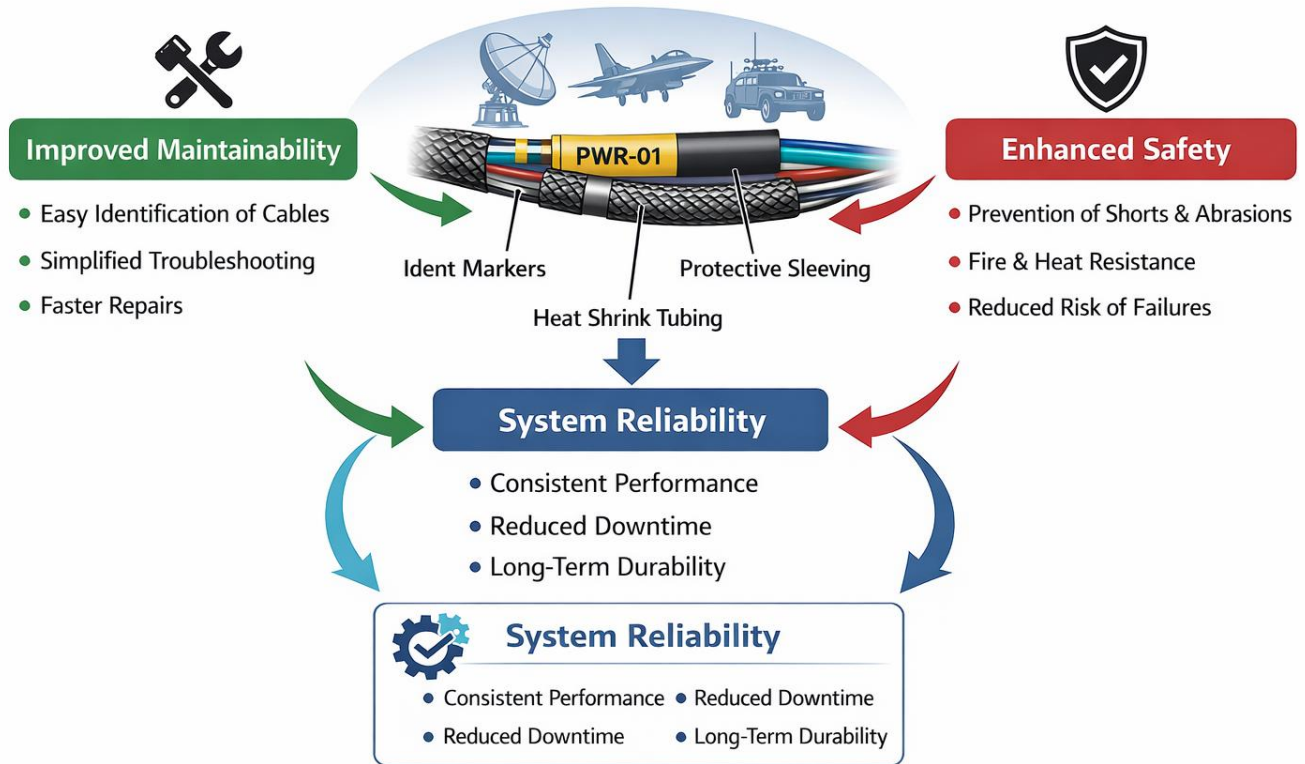 Improved Maintainability
Easy Identification of Cables
Simplified Troubleshooting
Faster Repairs
PWR-01
Ident Markers
Protective Sleeving
Heat Shrink Tubing
Enhanced Safety
Prevention of Shorts & Abrasions
Fire & Heat Resistance
Reduced Risk of Failures
System Reliability
Consistent Performance
Reduced Downtime
Long-Term Durability
System Reliability
Consistent Performance
Reduced Downtime
Reduced Downtime
Long-Term Durability